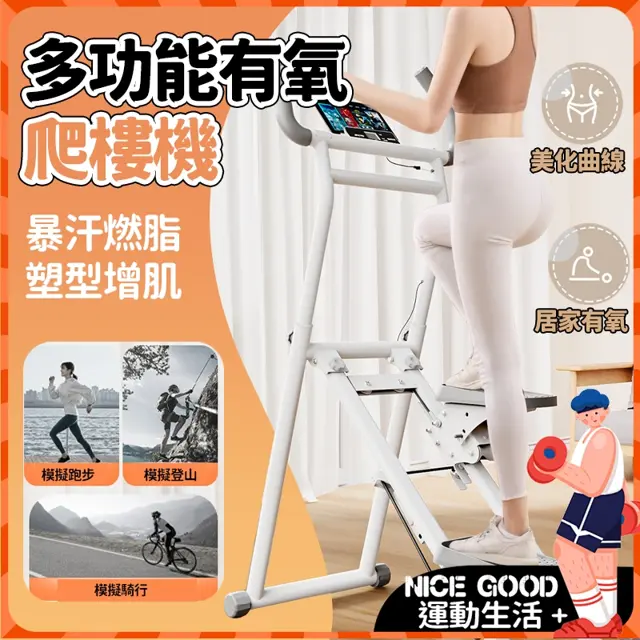 多功能有氧
爬樓機
暴汗燃脂
塑型增肌
美化曲線
居家有氧
模擬跑步
模擬登山
模擬騎行
NICE GOOD
運動生活 +